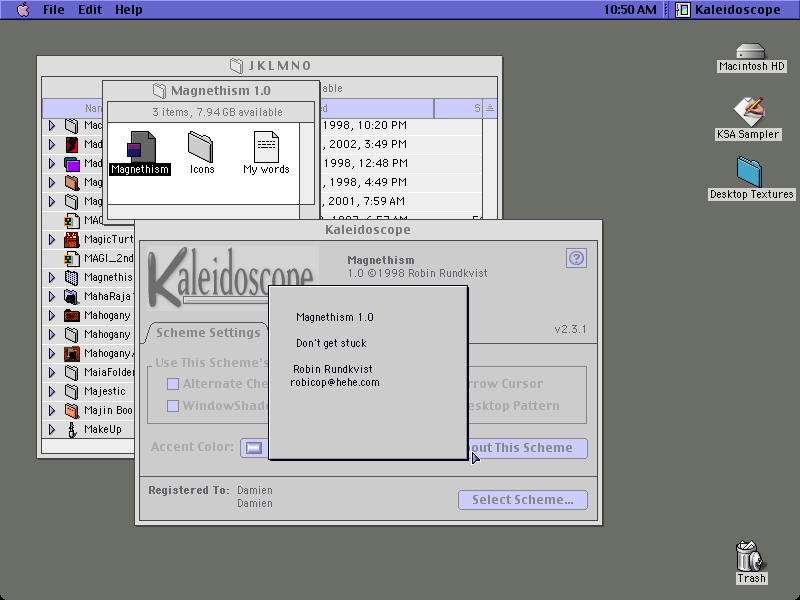 File Edit Help
10:50 AM
Kaleidoscope
J K L M N O
able
Nan
ed
S
Mac
1998, 10:20 PM
Mad
, 2002, 3:49 PM
Mad
1998, 12:48 PM
Mag
, 1998, 4:49 PM
Mag
, 2001, 7:59 AM
MAG
MagicTurt
MAGI_2nd
Magnethis
MahaRaja
Mahogany
Mahogany
Mahogany
MaiaFolder
Majestic
Majin Boo
MakeUp
Magnethism 1.0
3 items, 7.94 GB available
Magnethism
Icons
My words
Macintosh HD
KSA Sampler
Desktop Textures
Trash
Kaleidoscope
Kaleidoscope
Magnethism
1.0 ©1998 Robin Rundkvist
v2.3.1
Scheme Settings
Use This Scheme's
Alternate Che
rrow Cursor
WindowShad
esktop Pattern
Accent Color:
out This Scheme
Registered To: Damien
Damien
Select Scheme...
Magnethism 1.0
Don't get stuck
Robin Rundkvist
robicop@hehe.com